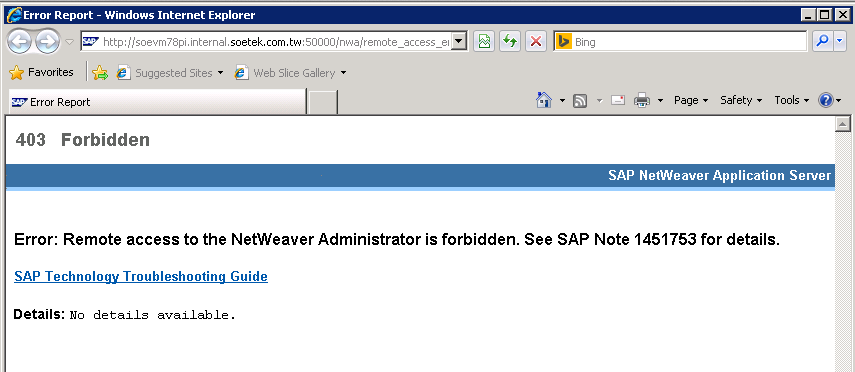 Error Report - Windows Internet Explorer
SAP http://soevm78pi.internal.soetek.com.tw:50000/nwa/remote_access_e
Bing
Favorites Suggested Sites Web Slice Gallery
SAP Error Report
Page Safety Tools
403 Forbidden
SAP NetWeaver Application Server
Error: Remote access to the NetWeaver Administrator is forbidden. See SAP Note 1451753 for details.
SAP Technology Troubleshooting Guide
Details: No details available.